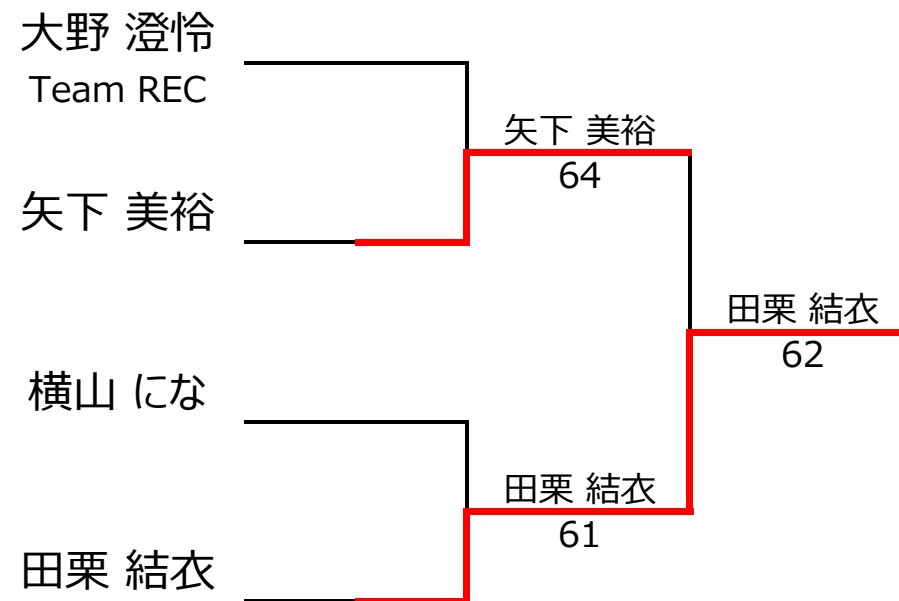 大野 澄怜
Team REC
矢下 美裕
64
矢下 美裕
田栗 結衣
62
横山 にな
田栗 結衣
61
田栗 結衣